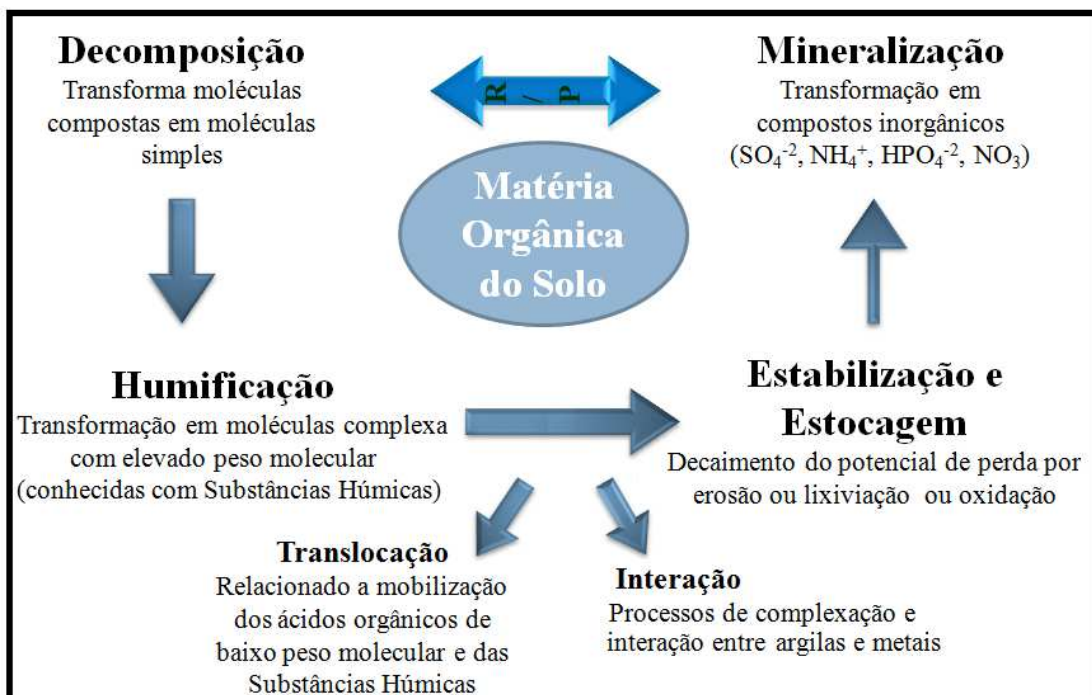 Decomposição
Transforma moléculas
compostas em moléculas
simples
R / P
Mineralização
Transformação em
compostos inorgânicos
(SO₄⁻², NH₄⁺, HPO₄⁻², NO₃)
Matéria
Orgânica
do Solo
Humificação
Transformação em moléculas complexa
com elevado peso molecular
(conhecidas com Substâncias Húmicas)
Estabilização e
Estocagem
Decaimento do potencial de perda por
erosão ou lixiviação ou oxidação
Translocação
Relacionado a mobilização
dos ácidos orgânicos de
baixo peso molecular e das
Substâncias Húmicas
Interação
Processos de complexação e
interação entre argilas e metais